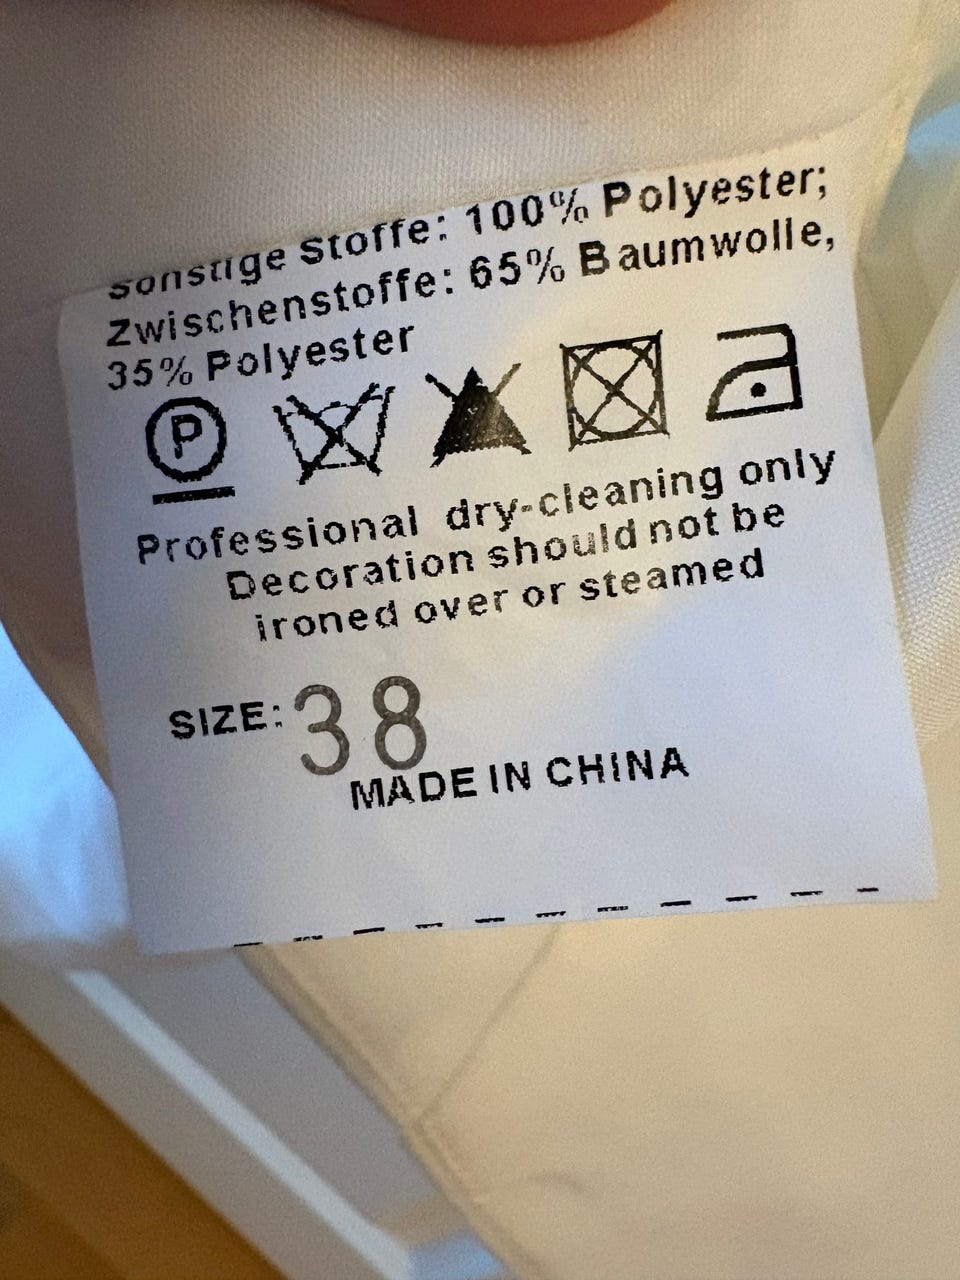 Sonstige Stoffe: 100% Polyester;
Zwischenstoffe: 65% Baumwolle,
35% Polyester
P
Professional dry-cleaning only
Decoration should not be
ironed over or steamed
SIZE: 38
MADE IN CHINA